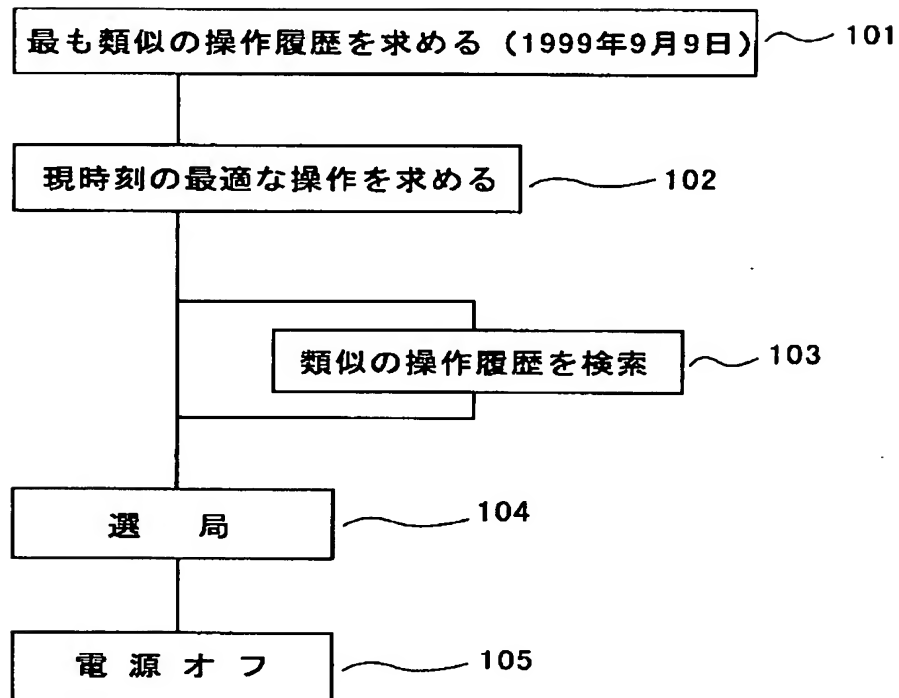 最も類似の操作履歴を求める（1999年9月9日） 101
現時刻の最適な操作を求める 102
類似の操作履歴を検索 103
選　局 104
電 源 オ フ 105